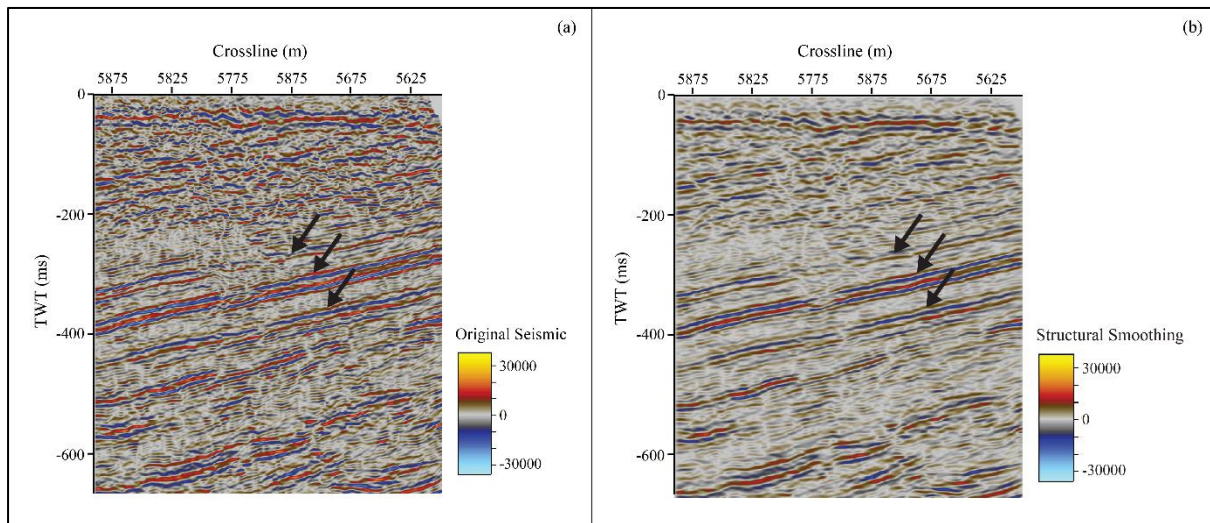 (a)
Crossline (m)
5875 5825 5775 5875 5675 5625
0
-200
TWT (ms)
-400
-600
Original Seismic
30000
0
-30000
(b)
Crossline (m)
5875 5825 5775 5875 5675 5625
0
-200
TWT (ms)
-400
-600
Structural Smoothing
30000
0
-30000